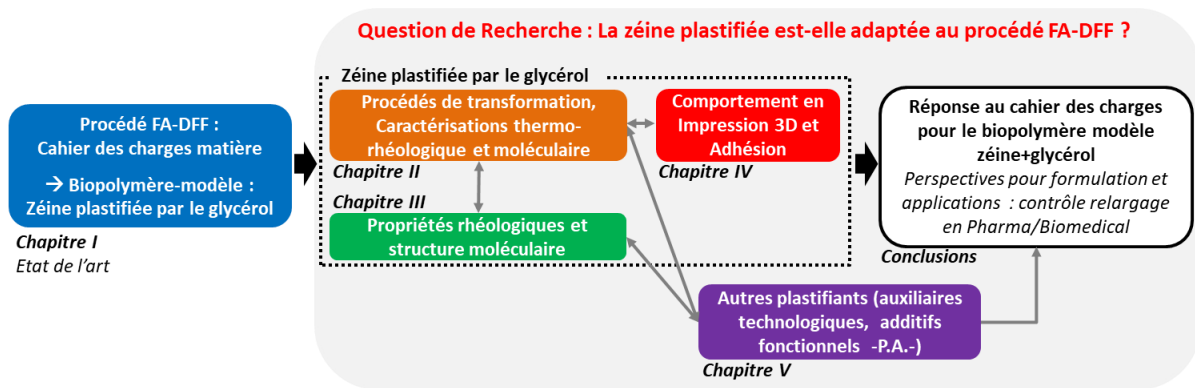 Question de Recherche : La zéine plastifiée est-elle adaptée au procédé FA-DFF ?
Procédé FA-DFF :
Cahier des charges matière
→ Biopolymère-modèle :
Zéine plastifiée par le glycérol
Chapitre I
Etat de l’art
Zéine plastifiée par le glycérol
Procédés de transformation,
Caractérisations thermo-
rhéologique et moléculaire
Chapitre II
Comportement en
Impression 3D et
Adhésion
Chapitre IV
Chapitre III
Propriétés rhéologiques et
structure moléculaire
Réponse au cahier des charges
pour le biopolymère modèle
zéine+glycérol
Perspectives pour formulation et
applications : contrôle relargage
en Pharma/Biomedical
Conclusions
Autres plastifiants (auxiliaires
technologiques, additifs
fonctionnels -P.A.-)
Chapitre V